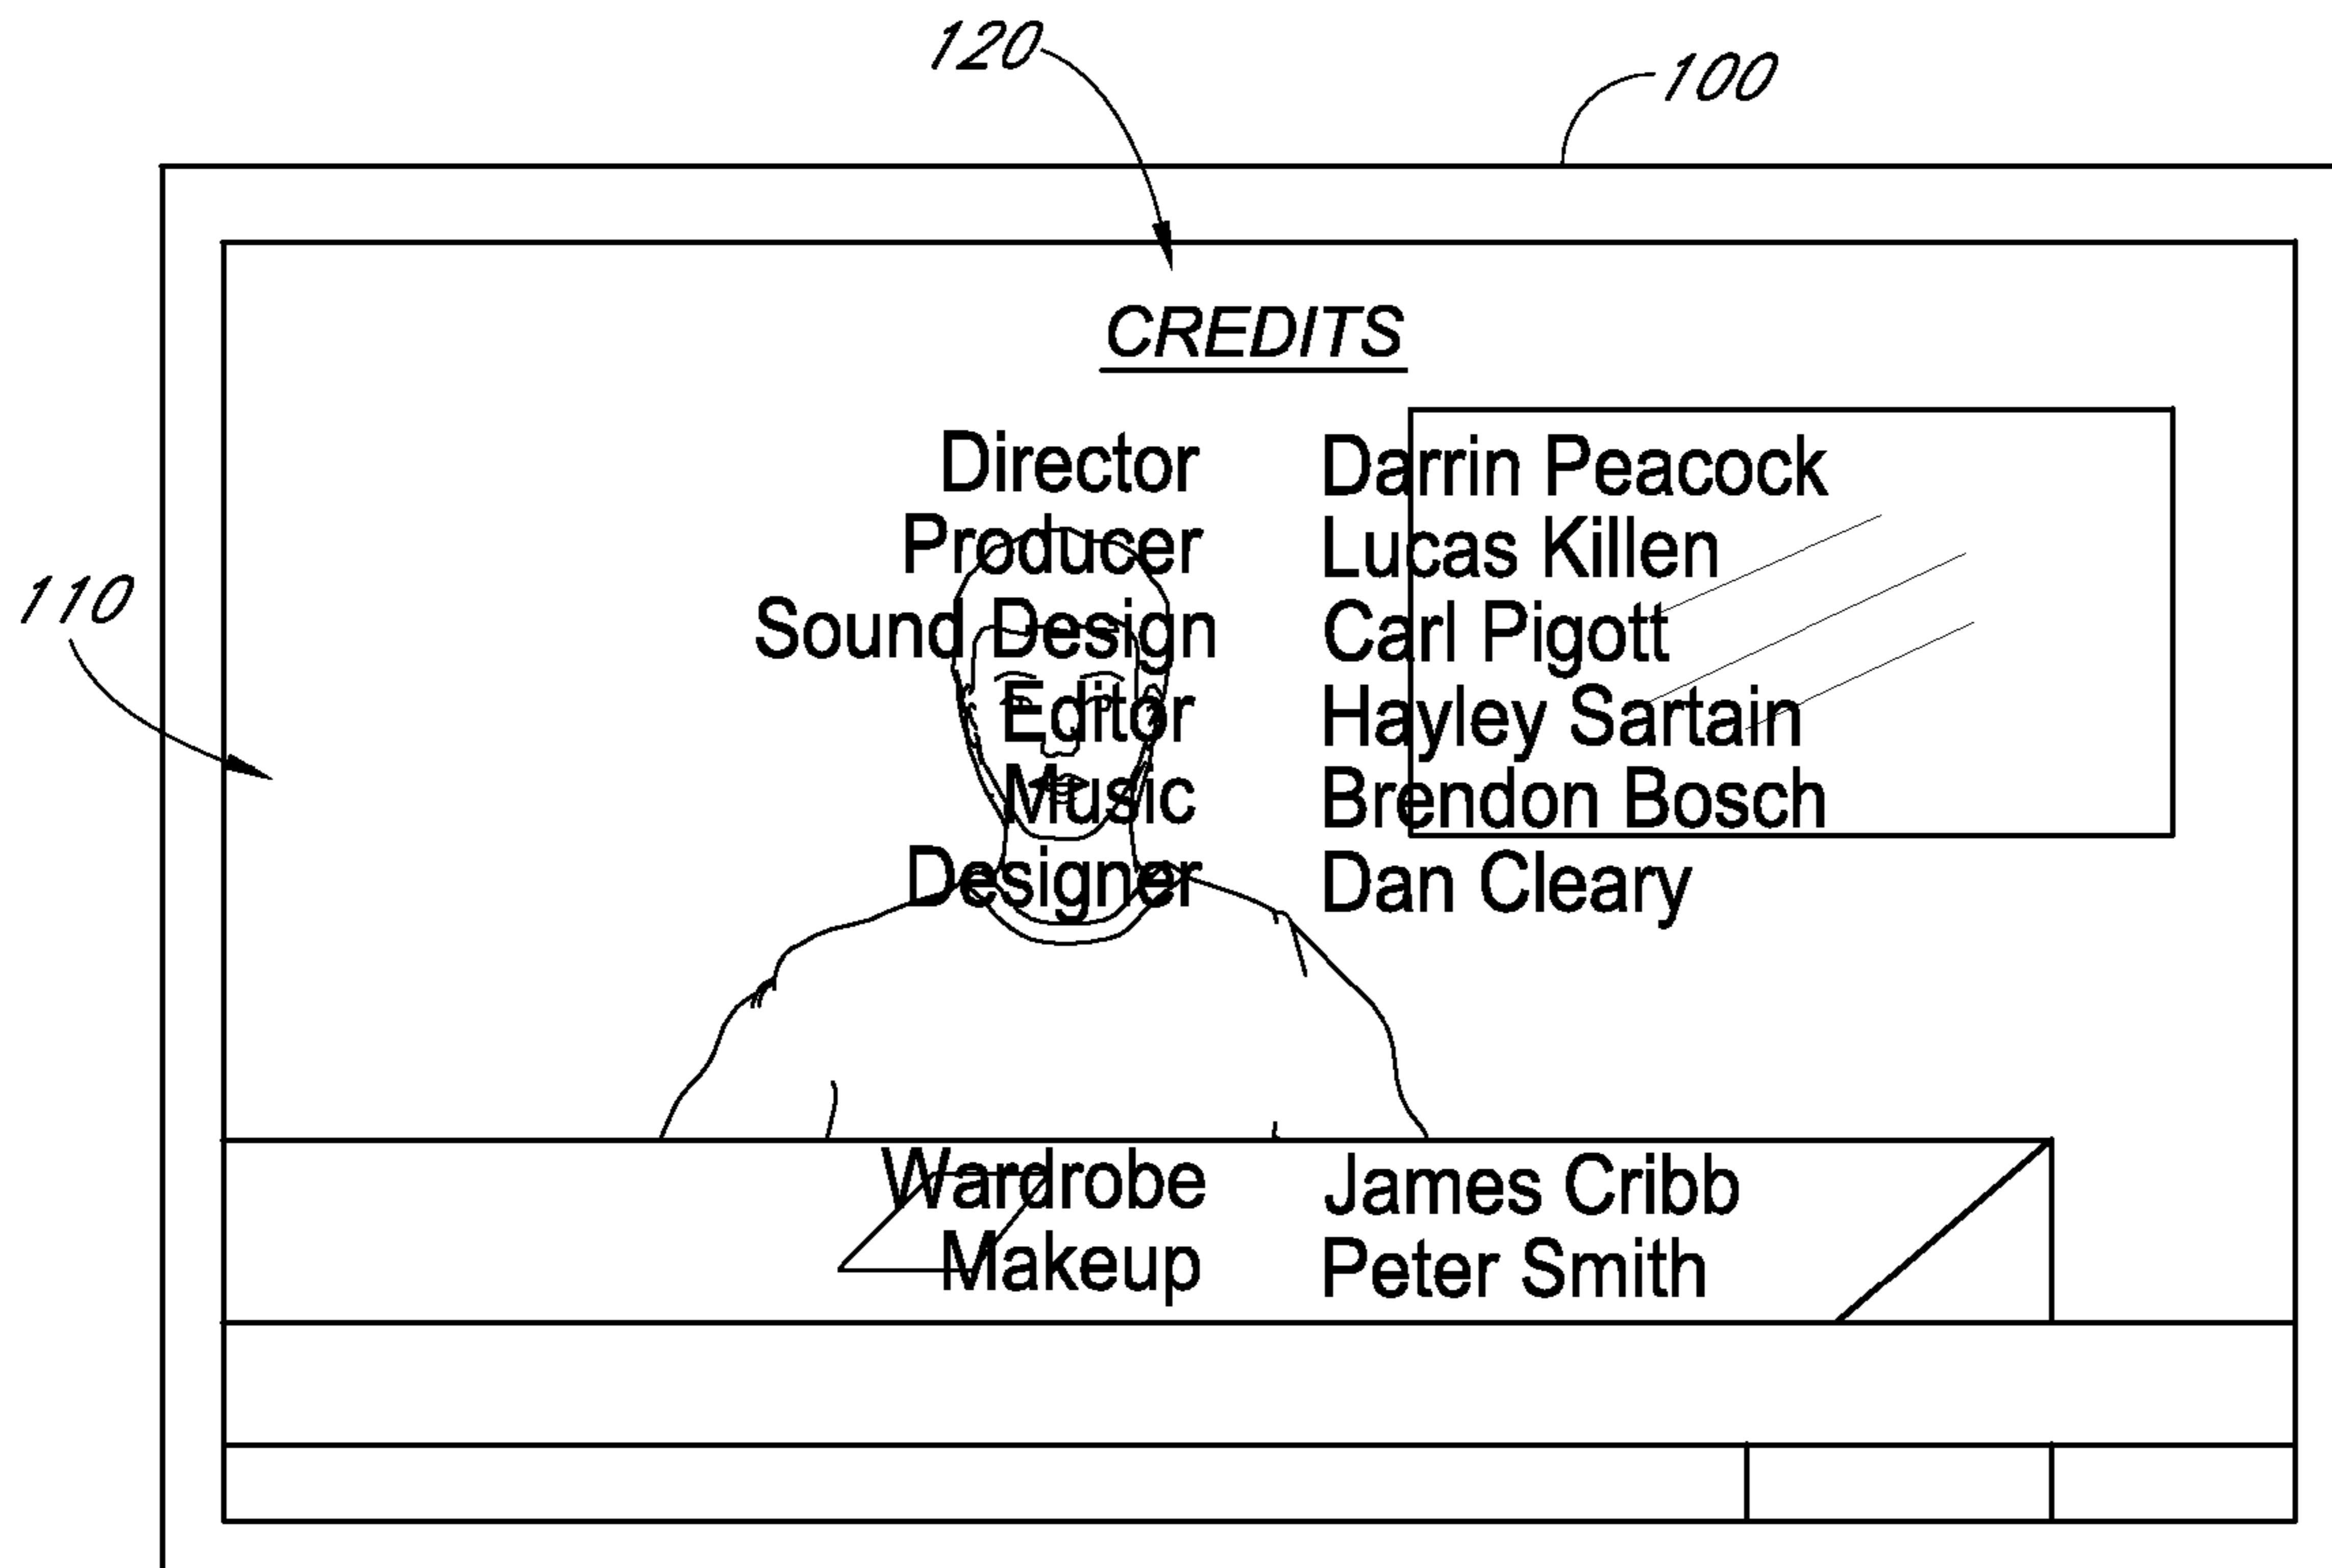 120
100
CREDITS
Director Darrin Peacock
Producer Lucas Killen
Sound Design Carl Pigott
110
Editor Hayley Sartain
Music Brendon Bosch
Designer Dan Cleary
Wardrobe James Cribb
Makeup Peter Smith